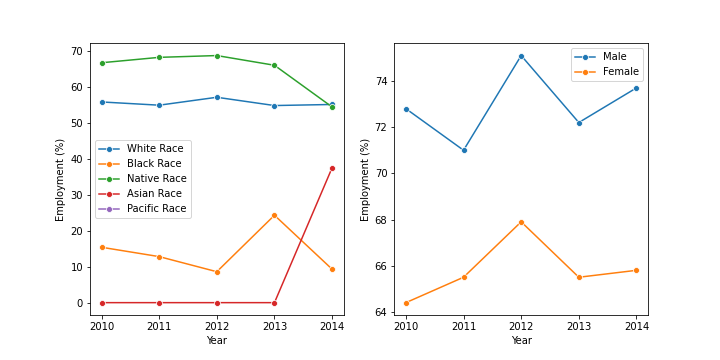 70
60
50
40
30
20
10
0
Employment (%)
White Race
Black Race
Native Race
Asian Race
Pacific Race
2010 2011 2012 2013 2014
Year
74
72
70
68
66
64
Employment (%)
Male
Female
2010 2011 2012 2013 2014
Year